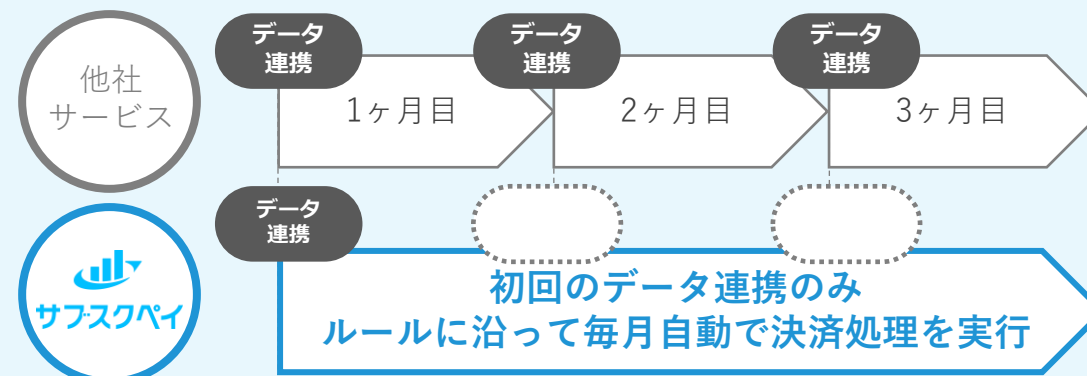 他社
サービス
データ
連携
データ
連携
データ
連携
1ヶ月目
2ヶ月目
3ヶ月目
サブスクペイ
データ
連携
初回のデータ連携のみ
ルールに沿って毎月自動で決済処理を実行